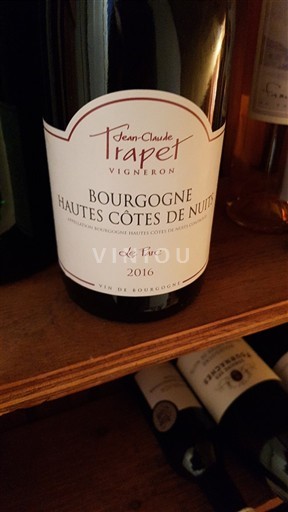 Jean-Claude
Trapet
VIGNERON
BOURGOGNE
HAUTES CÔTES DE NUITS
APPELLATION BOURGOGNE HAUTES CÔTES DE NUITS CONTRÔLÉE
VINIOU
2016
VIN DE BOURGOGNE